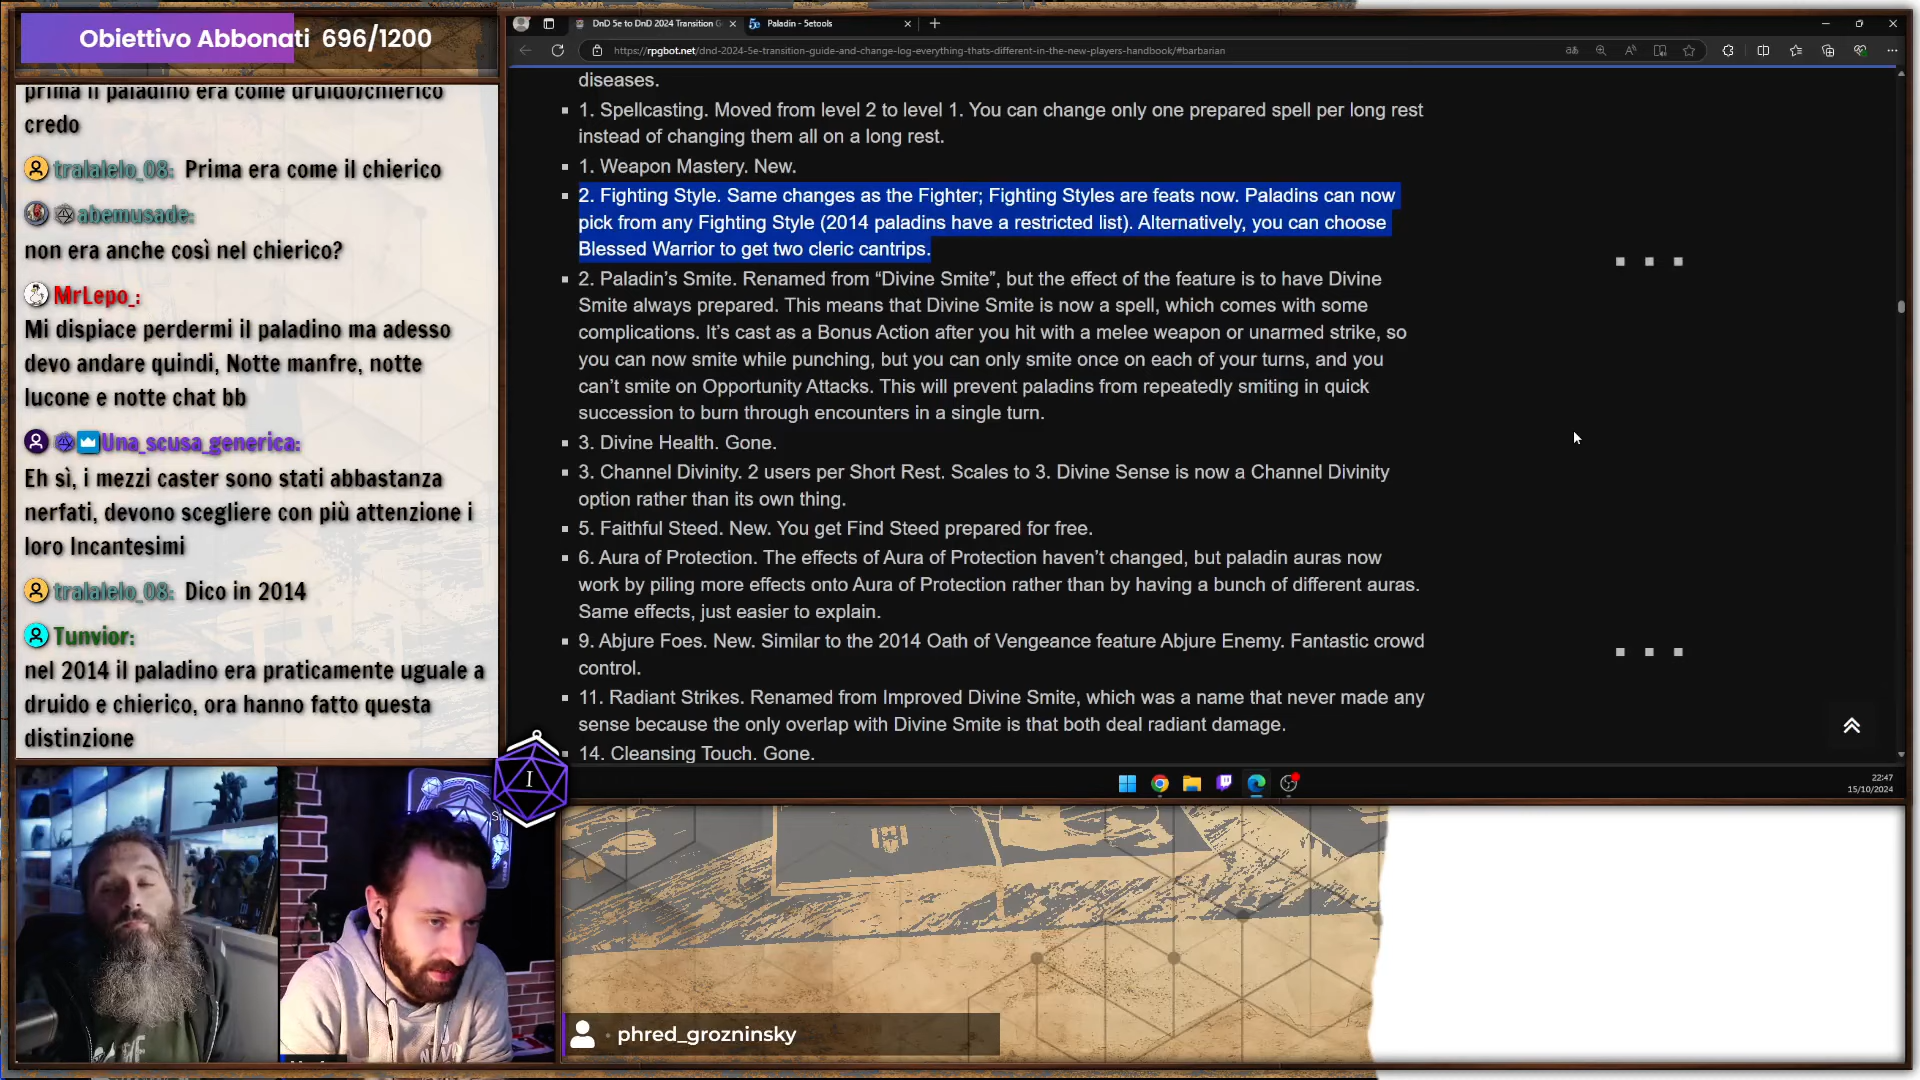 Obiettivo Abbonati 696/1200
prima il paladino era come druido/chierico
credo
tralalelo_08: Prima era come il chierico
abemusade:
non era anche così nel chierico?
MrLepo_:
Mi dispiace perdermi il paladino ma adesso
devo andare quindi, Notte manfre, notte
lucone e notte chat bb
Una_scusa_generica:
Eh sì, i mezzi caster sono stati abbastanza
nerfati, devono scegliere con più attenzione i
loro Incantesimi
tralalelo_08: Dico in 2014
Tunvior:
nel 2014 il paladino era praticamente uguale a
druido e chierico, ora hanno fatto questa
distinzione
DnD 5e to DnD 2024 Transition G
Paladin - 5etools
https://rpgbot.net/dnd-2024-5e-transition-guide-and-change-log-everything-thats-different-in-the-new-players-handbook/#barbarian
diseases.
1. Spellcasting. Moved from level 2 to level 1. You can change only one prepared spell per long rest
instead of changing them all on a long rest.
1. Weapon Mastery. New.
2. Fighting Style. Same changes as the Fighter; Fighting Styles are feats now. Paladins can now
pick from any Fighting Style (2014 paladins have a restricted list). Alternatively, you can choose
Blessed Warrior to get two cleric cantrips.
2. Paladin's Smite. Renamed from “Divine Smite”, but the effect of the feature is to have Divine
Smite always prepared. This means that Divine Smite is now a spell, which comes with some
complications. It's cast as a Bonus Action after you hit with a melee weapon or unarmed strike, so
you can now smite while punching, but you can only smite once on each of your turns, and you
can't smite on Opportunity Attacks. This will prevent paladins from repeatedly smiting in quick
succession to burn through encounters in a single turn.
3. Divine Health. Gone.
3. Channel Divinity. 2 users per Short Rest. Scales to 3. Divine Sense is now a Channel Divinity
option rather than its own thing.
5. Faithful Steed. New. You get Find Steed prepared for free.
6. Aura of Protection. The effects of Aura of Protection haven't changed, but paladin auras now
work by piling more effects onto Aura of Protection rather than by having a bunch of different auras.
Same effects, just easier to explain.
9. Abjure Foes. New. Similar to the 2014 Oath of Vengeance feature Abjure Enemy. Fantastic crowd
control.
11. Radiant Strikes. Renamed from Improved Divine Smite, which was a name that never made any
sense because the only overlap with Divine Smite is that both deal radiant damage.
14. Cleansing Touch. Gone.
22:47
15/10/2024
I
phred_grozninsky